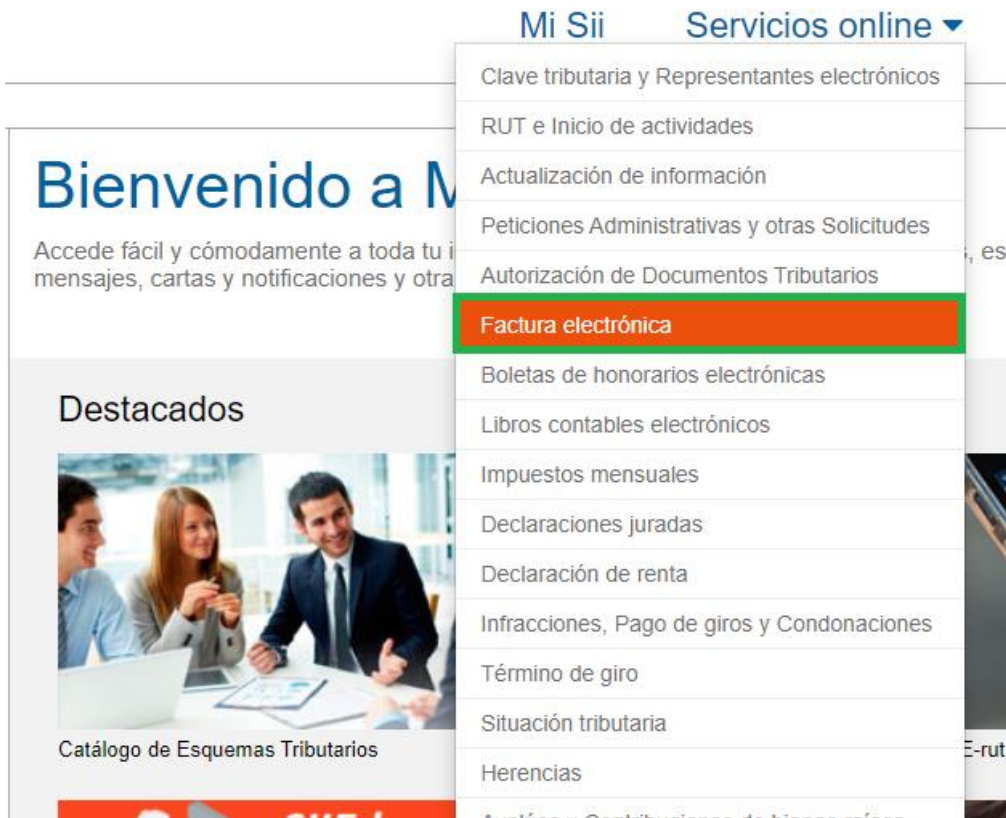 Mi Sii
Servicios online
Clave tributaria y Representantes electrónicos
RUT e Inicio de actividades
Actualización de información
Peticiones Administrativas y otras Solicitudes
Autorización de Documentos Tributarios
Factura electrónica
Boletas de honorarios electrónicas
Libros contables electrónicos
Impuestos mensuales
Declaraciones juradas
Declaración de renta
Infracciones, Pago de giros y Condonaciones
Término de giro
Situación tributaria
Herencias
Bienvenido a M
Accede fácil y cómodamente a toda tu i , es
mensajes, cartas y notificaciones y otra
Destacados
Catálogo de Esquemas Tributarios
E-rut